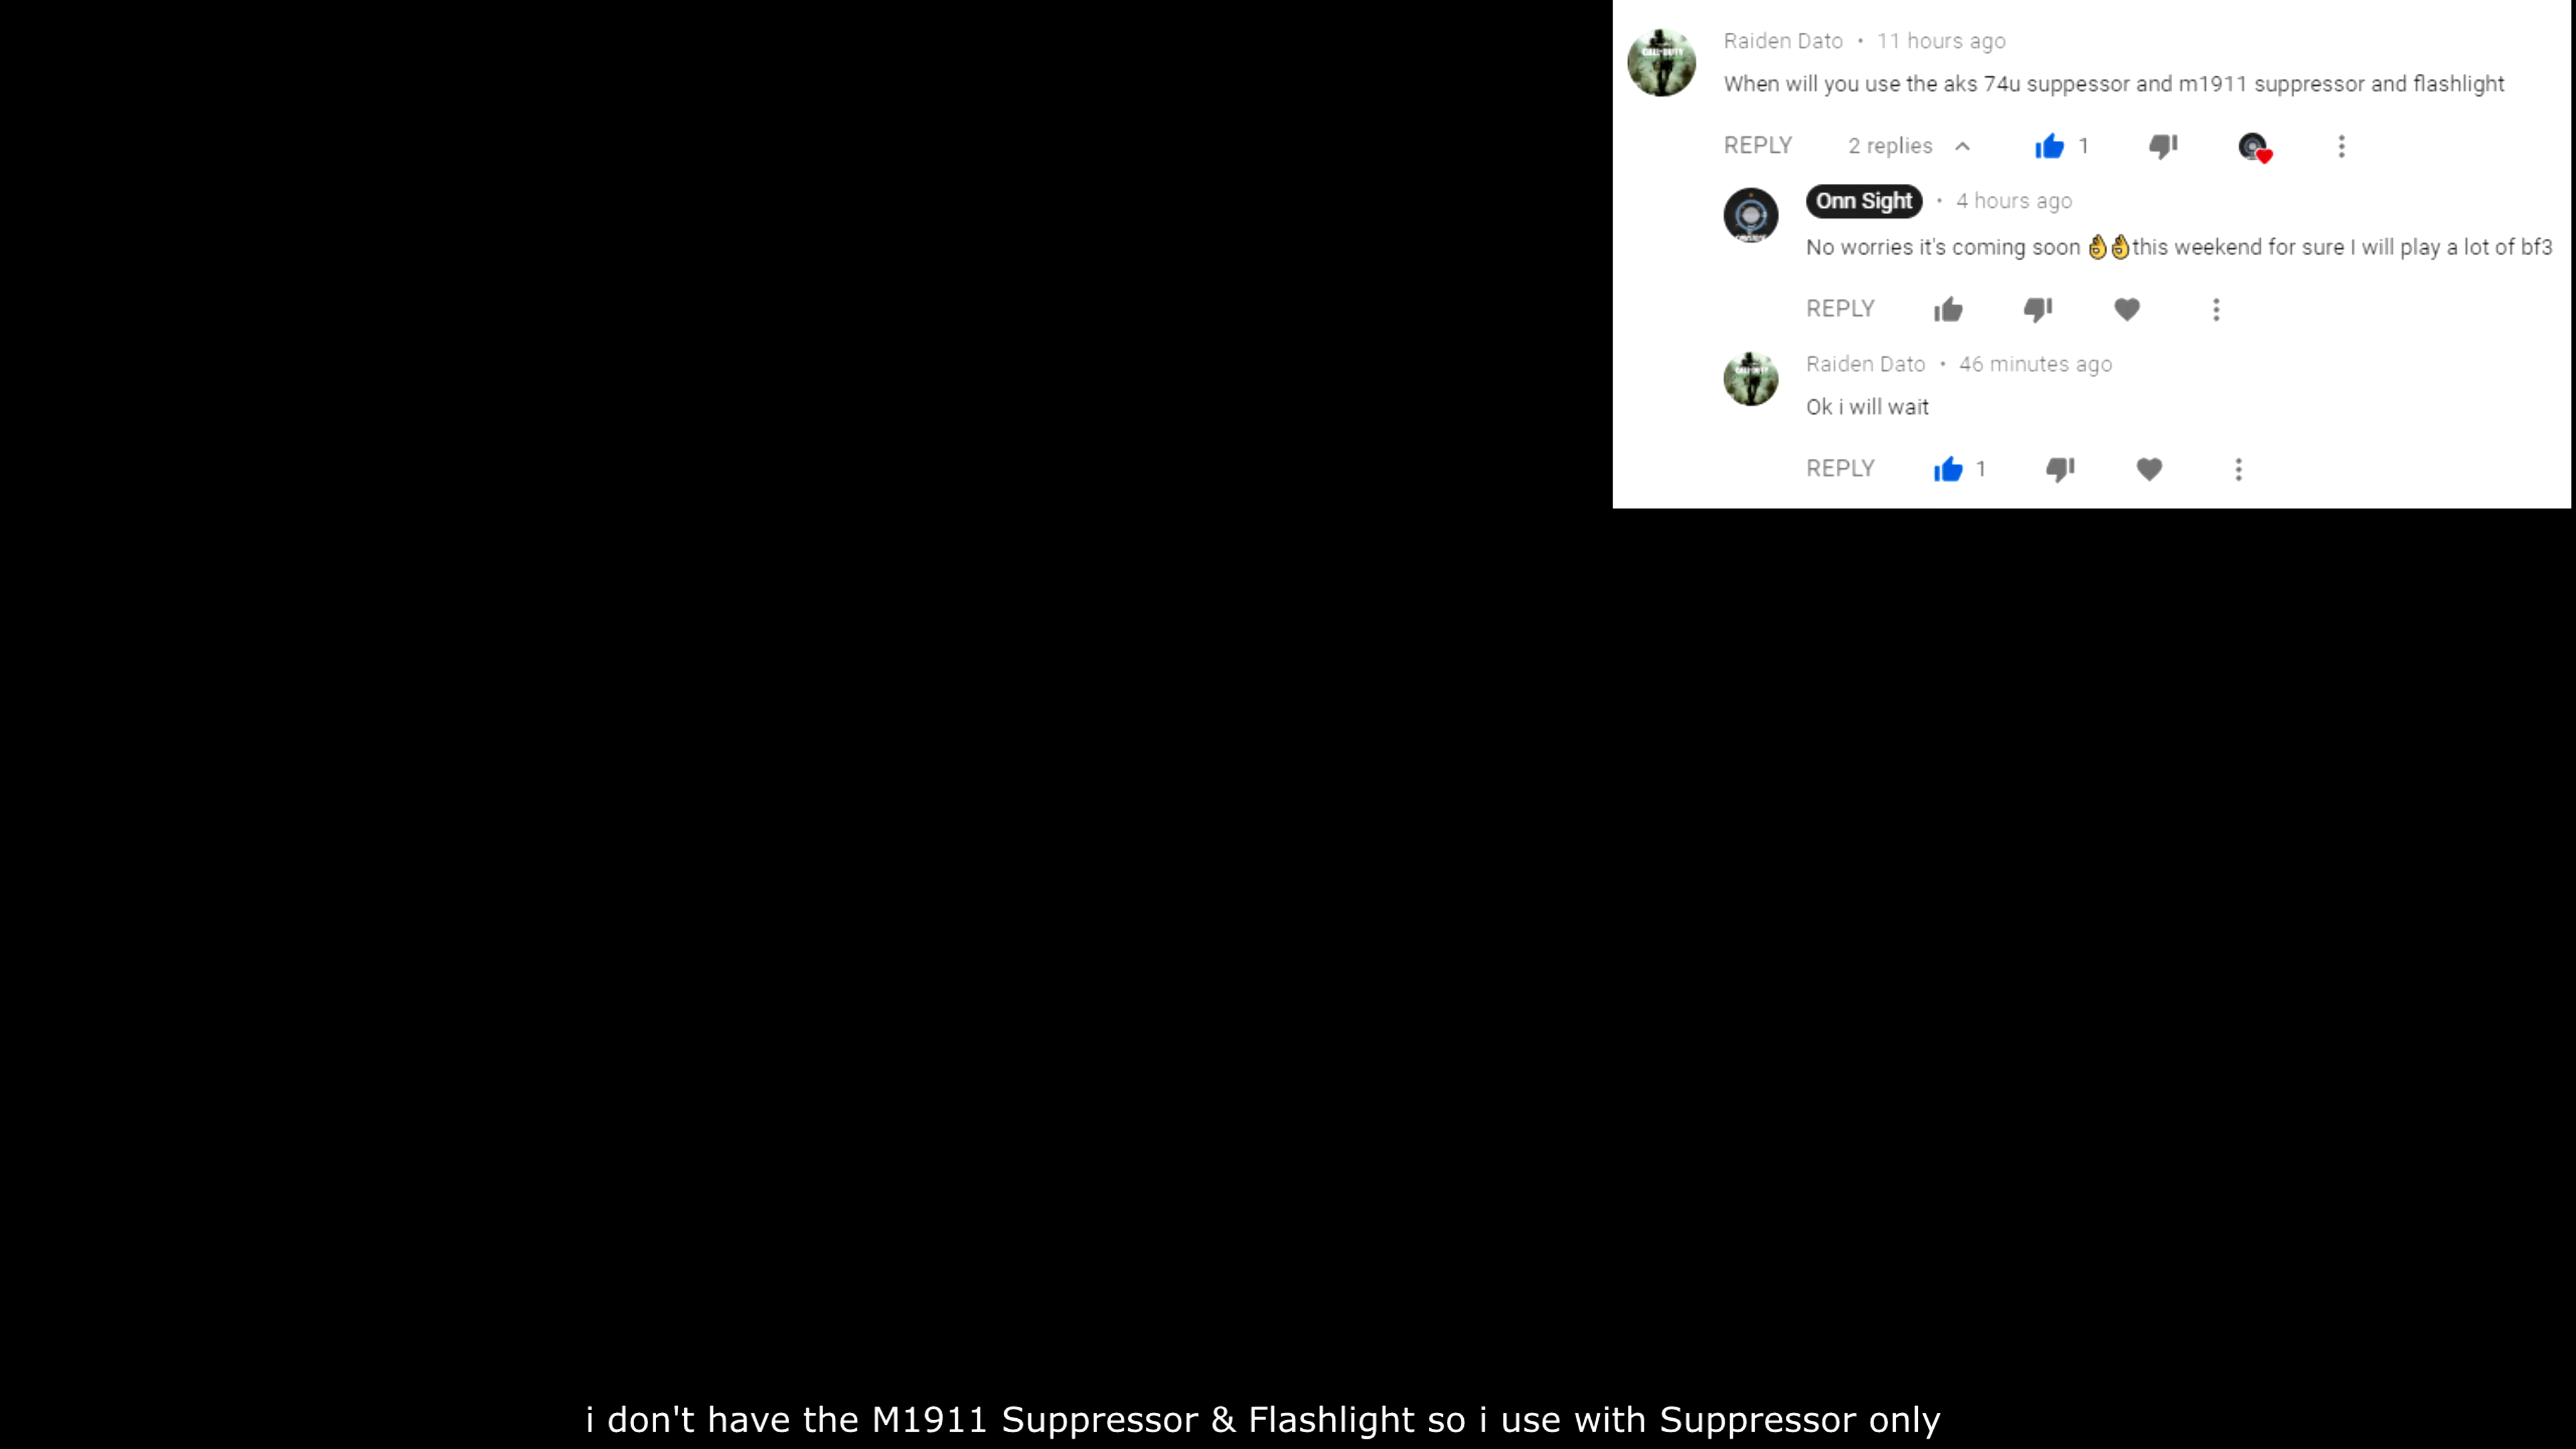 Raiden Dato • 11 hours ago
When will you use the aks 74u suppessor and m1911 suppressor and flashlight
REPLY 2 replies 1
Onn Sight • 4 hours ago
No worries it's coming soon 👌👌this weekend for sure I will play a lot of bf3
REPLY
Raiden Dato • 46 minutes ago
Ok i will wait
REPLY 1
i don't have the M1911 Suppressor & Flashlight so i use with Suppressor only